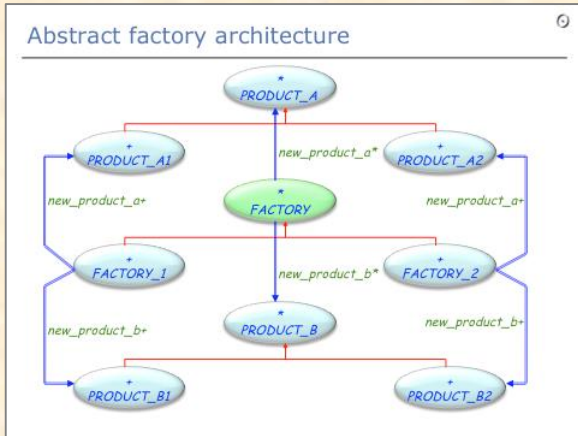 Abstract factory architecture
*
PRODUCT_A
+
PRODUCT_A1
new_product_a*
+
PRODUCT_A2
new_product_a+
*
FACTORY
new_product_a+
+
FACTORY_1
new_product_b*
+
FACTORY_2
new_product_b+
*
PRODUCT_B
new_product_b+
+
PRODUCT_B1
+
PRODUCT_B2